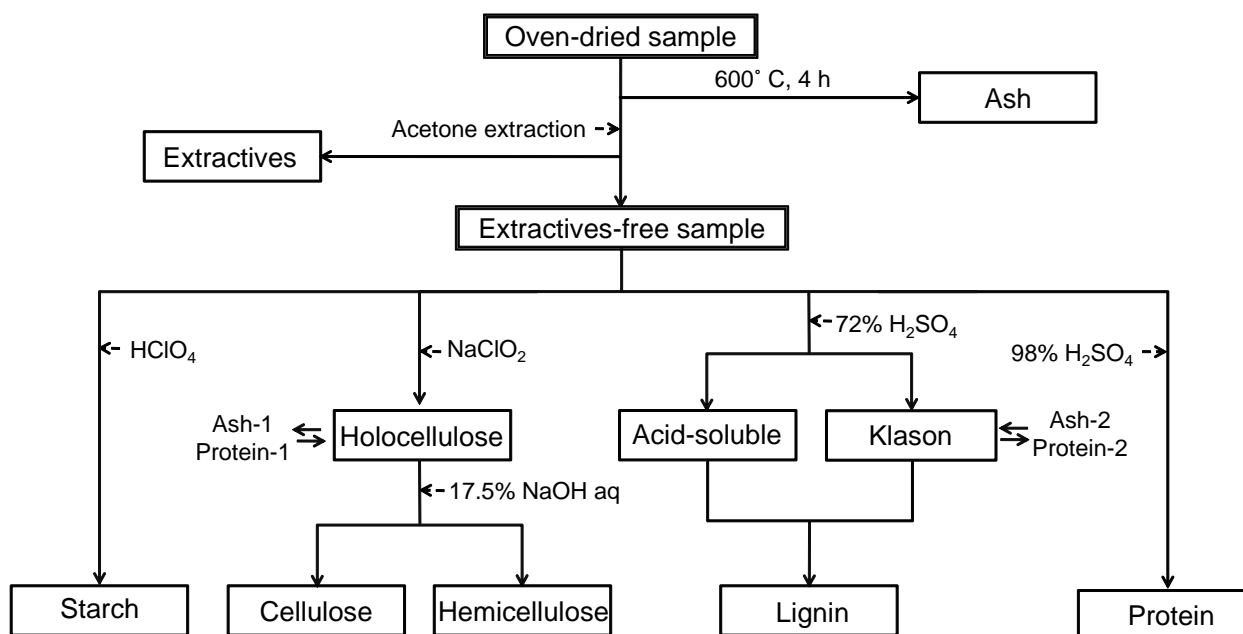 Oven-dried sample
600˚ C, 4 h
Ash
Acetone extraction
Extractives
Extractives-free sample
HClO₄
NaClO₂
72% H₂SO₄
98% H₂SO₄
Ash-1
Protein-1
Holocellulose
Acid-soluble
Klason
Ash-2
Protein-2
17.5% NaOH aq
Starch
Cellulose
Hemicellulose
Lignin
Protein